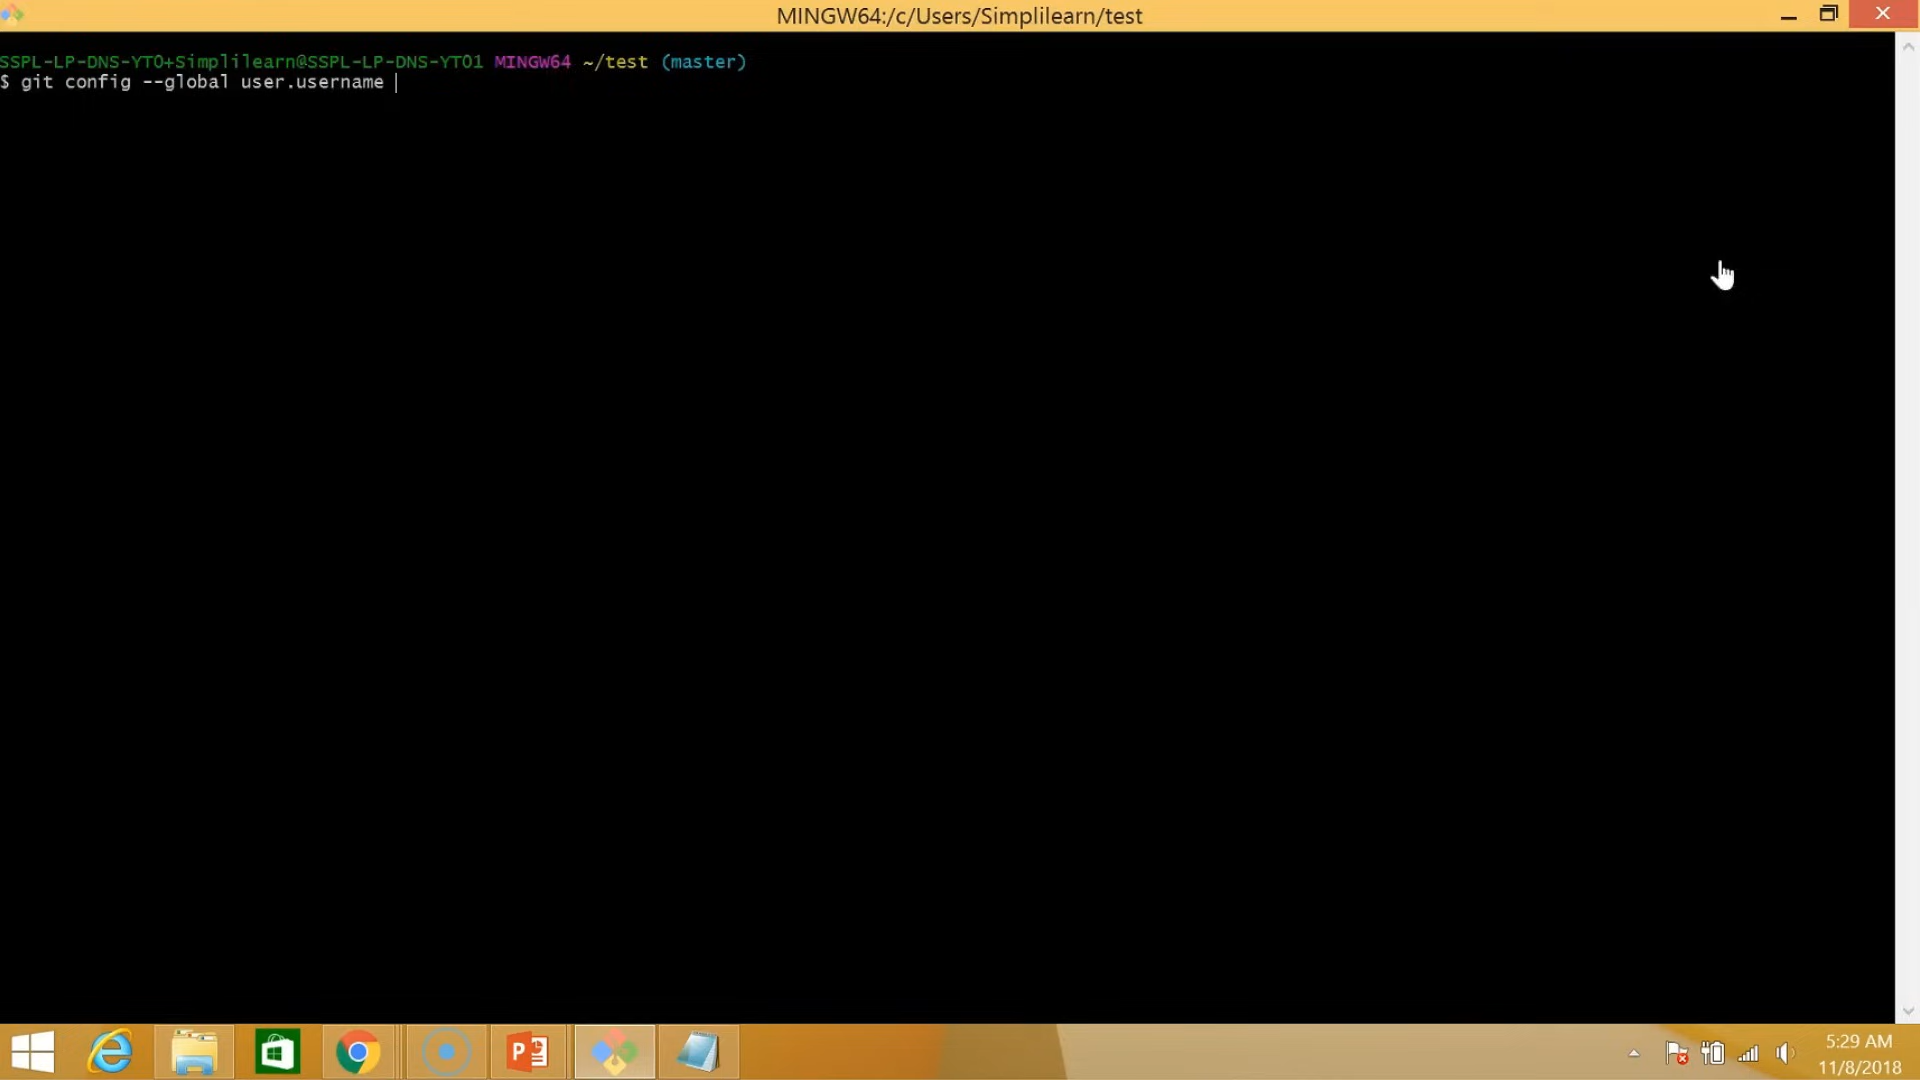 MINGW64:/c/Users/Simplilearn/test
SSPL-LP-DNS-YT0+Simplilearn@SSPL-LP-DNS-YT01 MINGW64 ~/test (master)
$ git config --global user.username
5:29 AM
11/8/2018